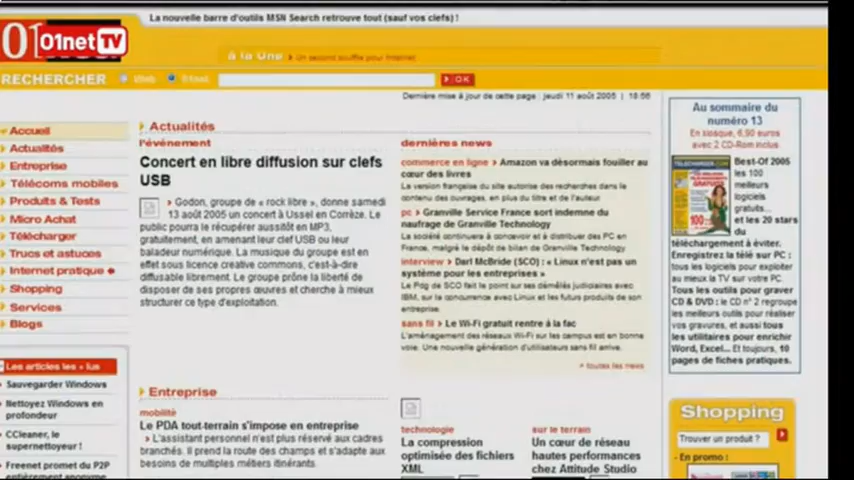 La nouvelle barre d'outils MSN Search retrouve tout (sauf vos clefs) !
01
01net TV
à la Une
Un second souffle pour Internet
RECHERCHER
Web
OK
Dernière mise à jour de cette page : jeudi 11 août 2005 | 18:56
Accueil
Actualités
Entreprise
Télécoms mobiles
Produits & Tests
Micro Achat
Télécharger
Trucs et astuces
Internet pratique
Shopping
Services
Blogs
Les articles les + lus
Sauvegarder Windows
Nettoyez Windows en
profondeur
CCleaner, le
supernettoyeur !
Freenet promet du P2P
entièrement anonyme
Actualités
l'événement
Concert en libre diffusion sur clefs
USB
Godon, groupe de « rock libre », donne samedi
13 août 2005 un concert à Ussel en Corrèze. Le
public pourra le récupérer aussitôt en MP3,
gratuitement, en amenant leur clef USB ou leur
baladeur numérique. La musique du groupe est en
effet sous licence creative commons, c'est-à-dire
diffusable librement. Le groupe prône la liberté de
disposer de ses propres œuvres et cherche à mieux
structurer ce type d'exploitation.
dernières news
commerce en ligne Amazon va désormais fouiller au
cœur des livres
La version française du site autorise des recherches dans le
contenu des ouvrages, en plus du titre et de l'auteur
pc Granville Service France sort indemne du
naufrage de Granville Technology
La société continuera à concevoir et à distribuer des PC en
France, malgré le dépôt de bilan de Granville Technology
interview Darl McBride (SCO) : « Linux n'est pas un
système pour les entreprises »
Le Pdg de SCO fait le point sur ses démêlés judiciaires avec
IBM, sur la concurrence avec Linux et les futurs produits de son
entreprise.
sans fil Le Wi-Fi gratuit rentre à la fac
L'aménagement des réseaux Wi-Fi sur les campus est en bonne
voie. Une nouvelle génération d'utilisateurs sans fil arrive.
+ toutes les news
Entreprise
mobilité
Le PDA tout-terrain s'impose en entreprise
L'assistant personnel n'est plus réservé aux cadres
branchés. Il prend la route des champs et s'adapte aux
besoins de multiples métiers itinérants.
technologie
La compression
optimisée des fichiers
XML
sur le terrain
Un cœur de réseau
hautes performances
chez Attitude Studio
Au sommaire du
numéro 13
En kiosque, 6,90 euros
avec 2 CD-Rom inclus
Best-Of 2005
les 100
meilleurs
logiciels
gratuits...
et les 20 stars
du
téléchargement à éviter.
Enregistrez la télé sur PC :
tous les logiciels pour exploiter
au mieux la TV sur votre PC.
Tous les outils pour graver
CD & DVD : le CD n° 2 regroupe
les meilleurs outils pour réaliser
vos gravures, et aussi tous
les utilitaires pour enrichir
Word, Excel... Et toujours, 10
pages de fiches pratiques.
Shopping
Trouver un produit ?
- En promo :